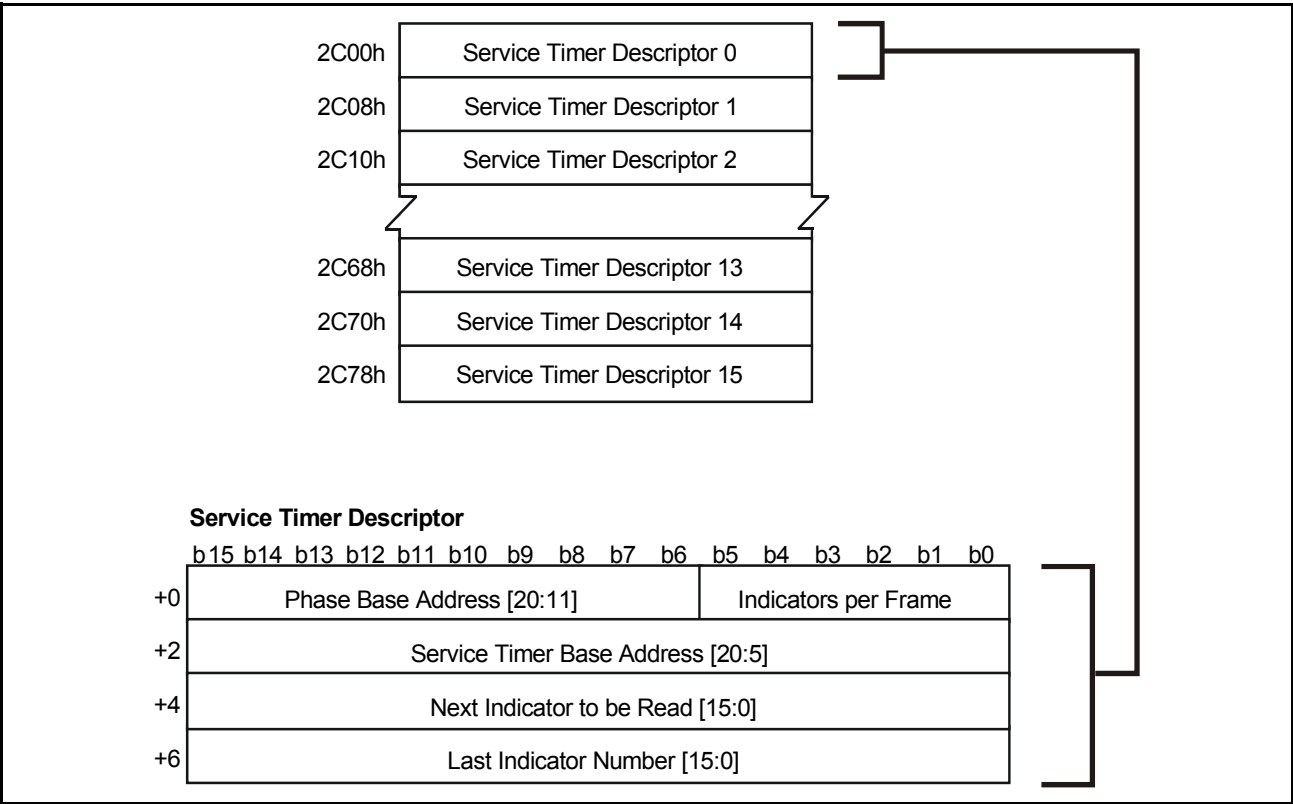 2C00h Service Timer Descriptor 0
2C08h Service Timer Descriptor 1
2C10h Service Timer Descriptor 2
2C68h Service Timer Descriptor 13
2C70h Service Timer Descriptor 14
2C78h Service Timer Descriptor 15
Service Timer Descriptor
b15 b14 b13 b12 b11 b10 b9 b8 b7 b6 b5 b4 b3 b2 b1 b0
+0 Phase Base Address [20:11] Indicators per Frame
+2 Service Timer Base Address [20:5]
+4 Next Indicator to be Read [15:0]
+6 Last Indicator Number [15:0]